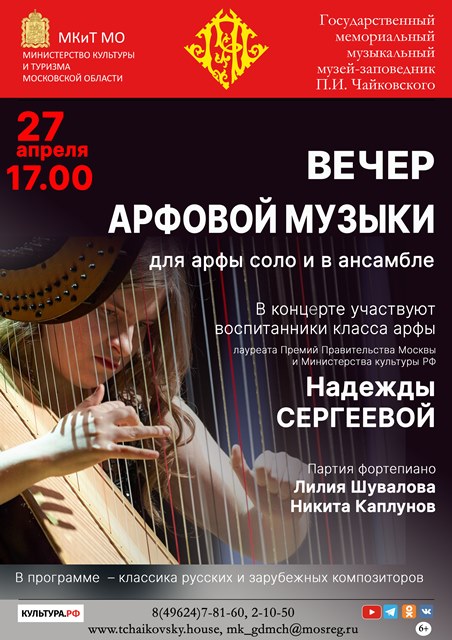 МКиТ МО
МИНИСТЕРСТВО КУЛЬТУРЫ
И ТУРИЗМА
МОСКОВСКОЙ ОБЛАСТИ
Государственный
мемориальный
музыкальный
музей-заповедник
П.И. Чайковского
27
апреля
17.00
ВЕЧЕР
АРФОВОЙ МУЗЫКИ
для арфы соло и в ансамбле
В концерте участвуют
воспитанники класса арфы
лауреата Премий Правительства Москвы
и Министерства культуры РФ
Надежды
СЕРГЕЕВОЙ
Партия фортепиано
Лилия Шувалова
Никита Каплунов
В программе – классика русских и зарубежных композиторов
КУЛЬТУРА.РФ
8(49624)7-81-60, 2-10-50
www.tchaikovsky.house, mk_gdmch@mosreg.ru
6+